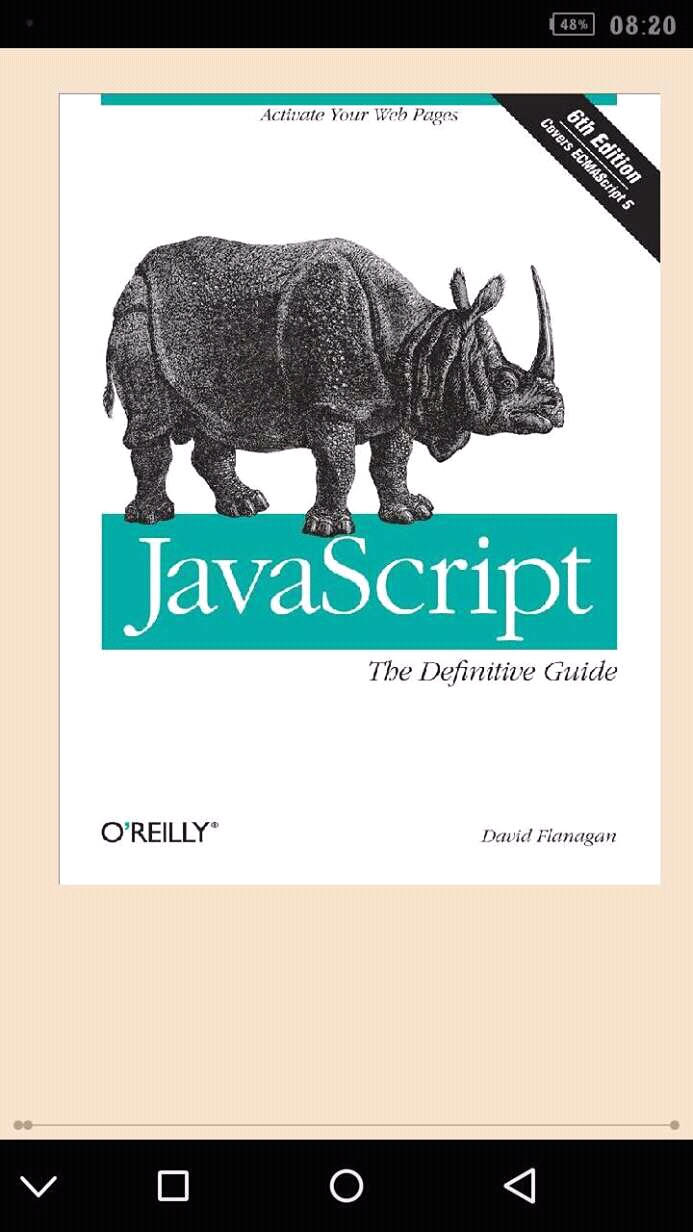 48%
08:20
Activate Your Web Pages
6th Edition
Covers ECMAScript 5
JavaScript
The Definitive Guide
O'REILLY®
David Flanagan